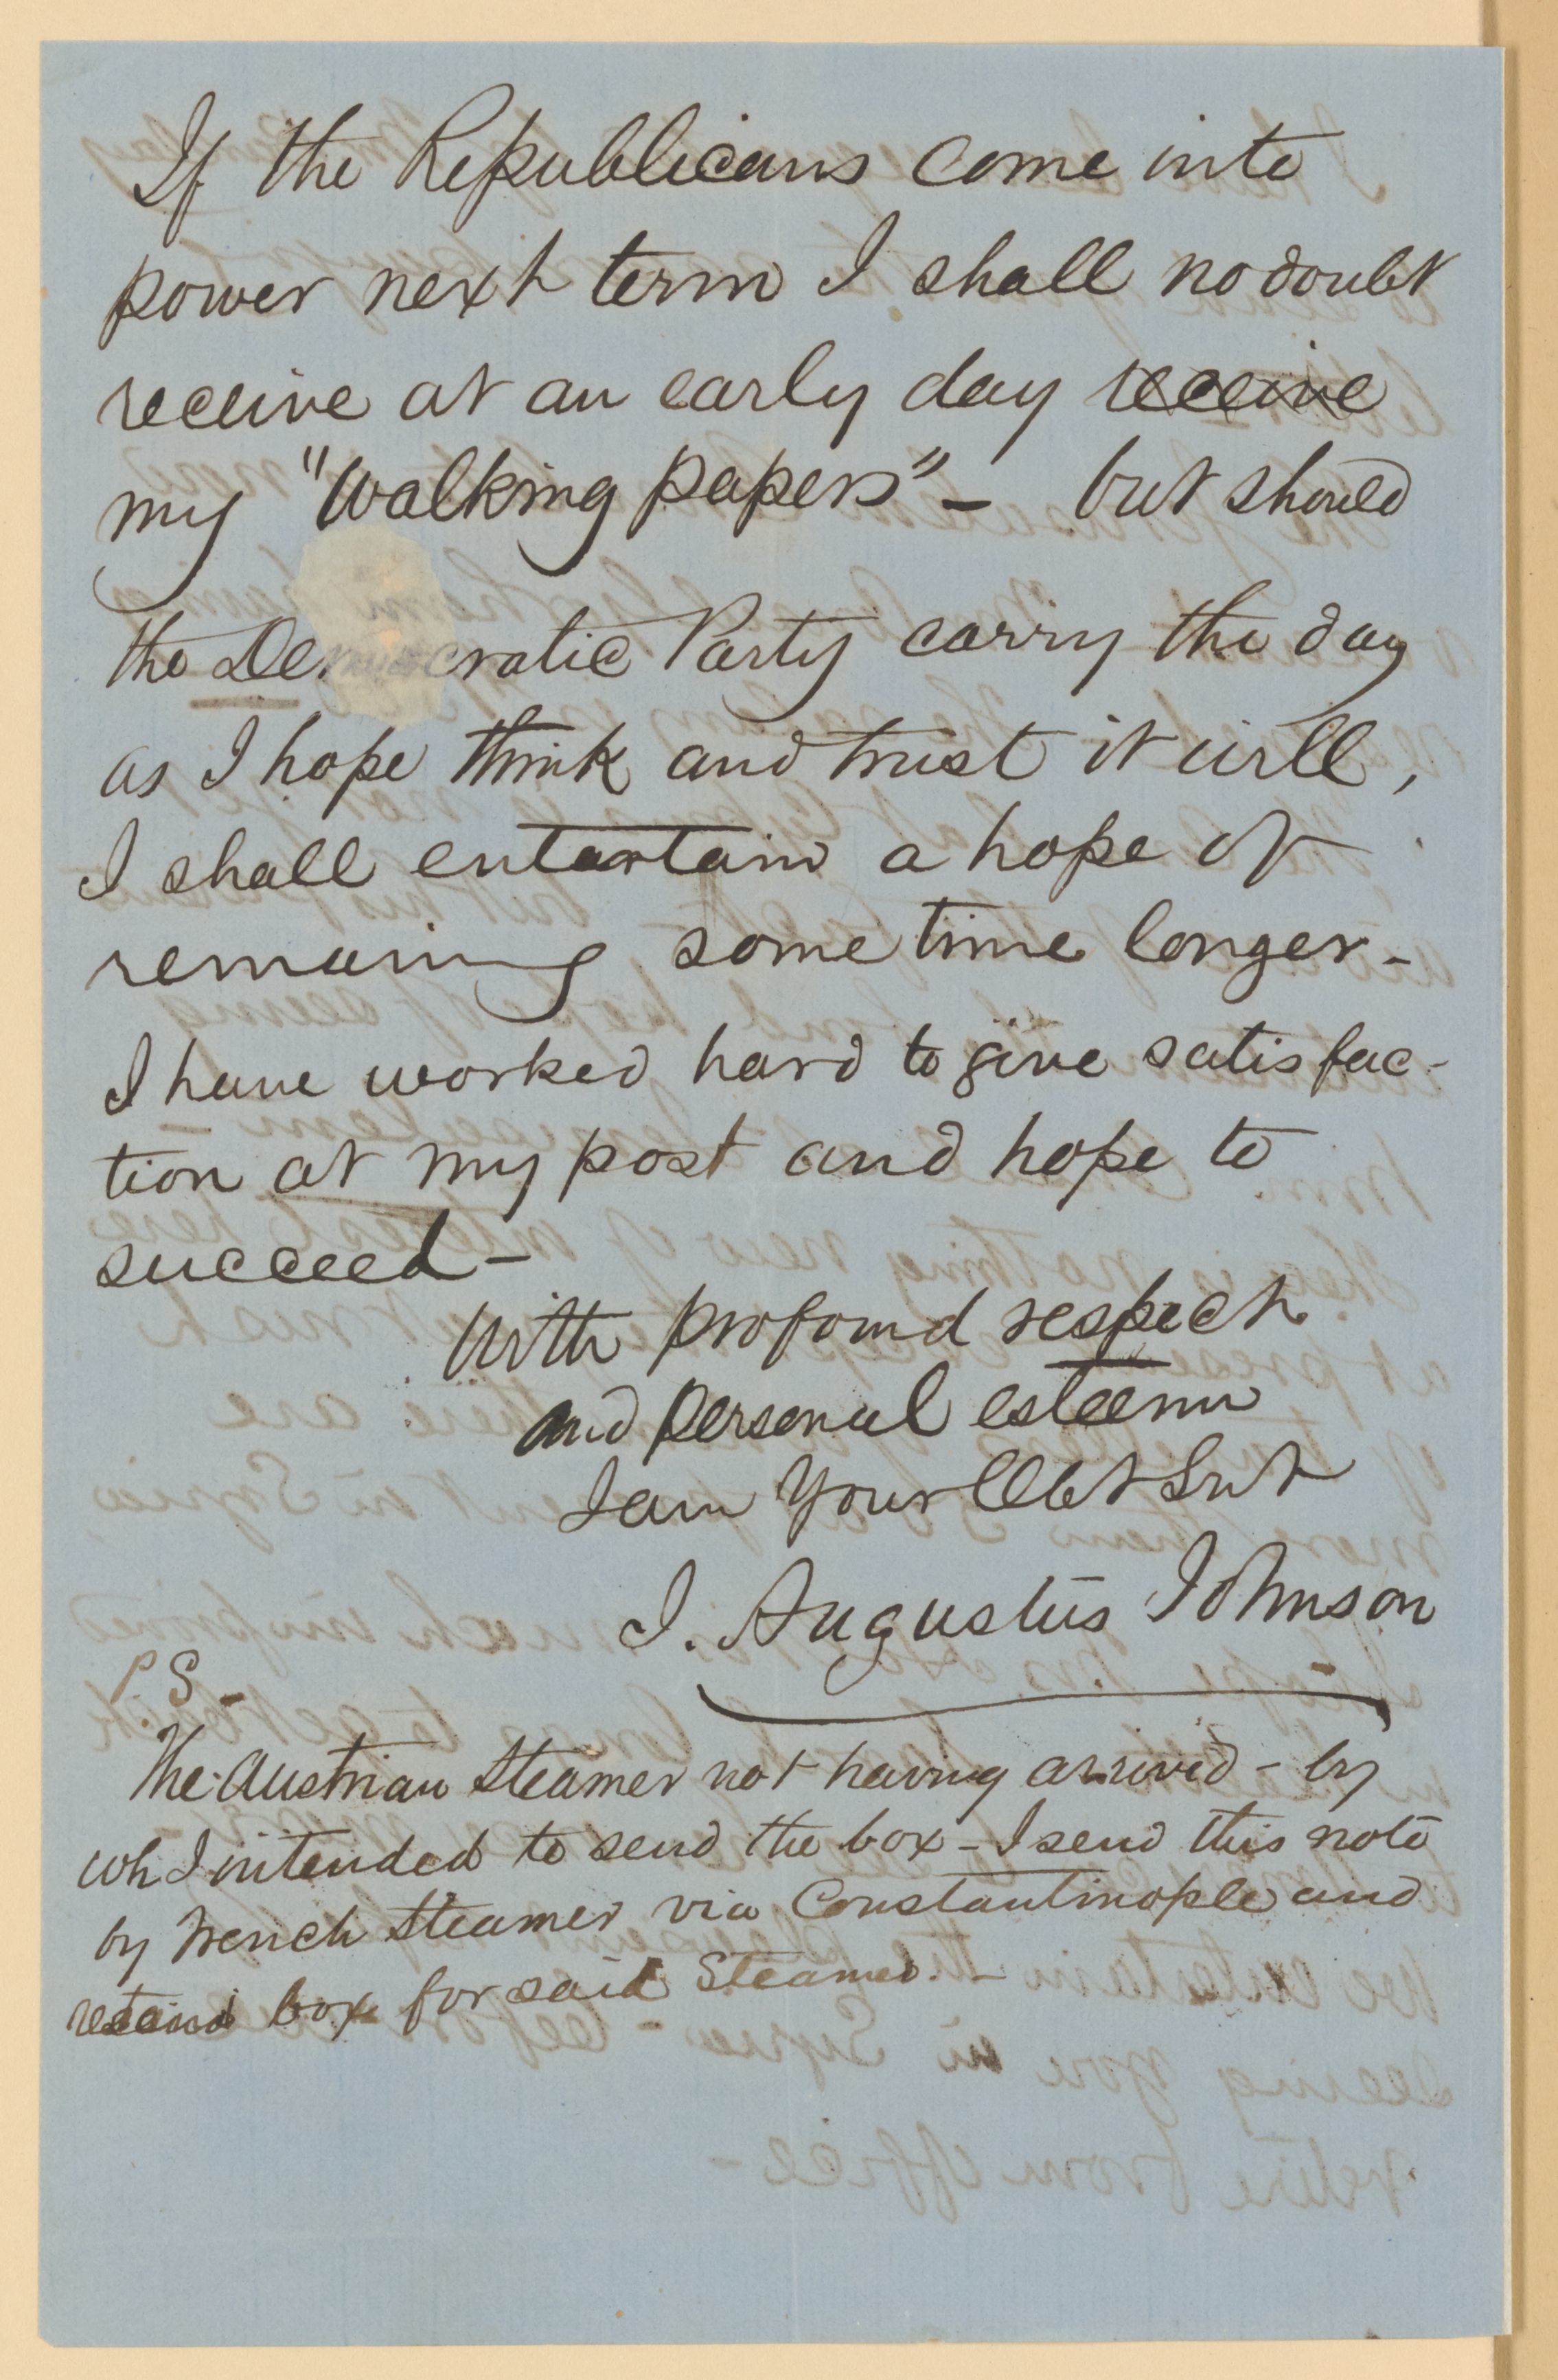 If the Republicans come into
power next term I shall no doubt
receive at an early day receive
my "walking papers" - but should
the Democratic Party carry the day
as I hope think and trust it will,
I shall entertain a hope of
remaining some time longer -
I have worked hard to give satisfac-
tion at my post and hope to
succeed -
With profound respect
and personal esteem
I am Your Obt Svt
J. Augustus Johnson
P.S -
The Austrian Steamer not having arrived - by
wh I intended to send the box - I send this note
by French Steamer via Constantinople and
retain box for said Steamer. -